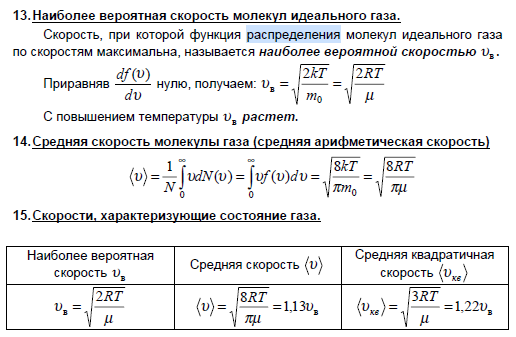 13. Наиболее вероятная скорость молекул идеального газа.
Скорость, при которой функция распределения молекул идеального газа
по скоростям максимальна, называется наиболее вероятной скоростью υв.
Приравняв df(υ)/dυ нулю, получаем: υв = √(2kT/m₀) = √(2RT/μ)
С повышением температуры υв растет.
14. Средняя скорость молекулы газа (средняя арифметическая скорость)
⟨υ⟩ = 1/N ∫₀^∞ υdN(υ) = ∫₀^∞ υf(υ)dυ = √(8kT/πm₀) = √(8RT/πμ)
15. Скорости, характеризующие состояние газа.
Наиболее вероятная скорость υв
Средняя скорость ⟨υ⟩
Средняя квадратичная скорость ⟨υкв⟩
υв = √(2RT/μ)
⟨υ⟩ = √(8RT/πμ) = 1,13υв
⟨υкв⟩ = √(3RT/μ) = 1,22υв